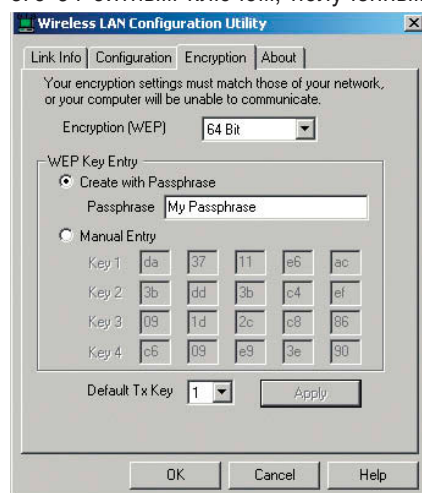 Wireless LAN Configuration Utility
Link Info Configuration Encryption About
Your encryption settings must match those of your network,
or your computer will be unable to communicate.
Encryption (WEP) 64 Bit
WEP Key Entry
Create with Passphrase
Passphrase My Passphrase
Manual Entry
Key 1 da 37 11 e6 ac
Key 2 3b dd 3b c4 ef
Key 3 09 1d 2c c8 86
Key 4 c6 09 e9 3e 90
Default Tx Key 1 Apply
OK Cancel Help